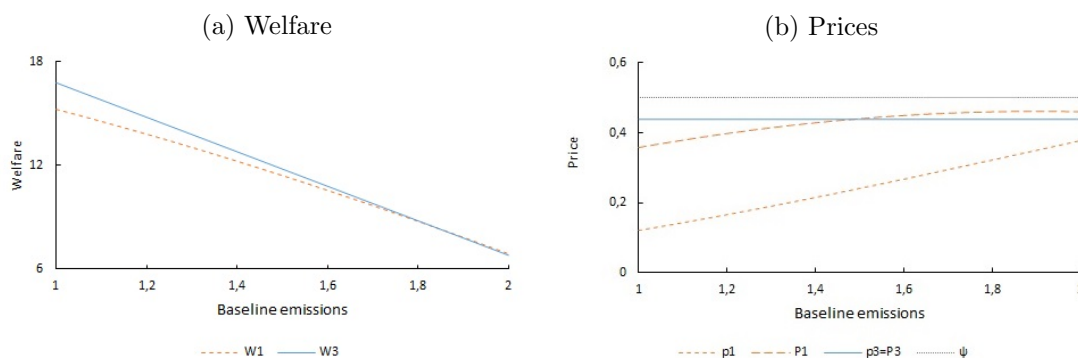 (a) Welfare
18
12
6
Welfare
1
1,2
1,4
1,6
1,8
2
Baseline emissions
W1
W3
(b) Prices
0,6
0,4
0,2
0
Price
1
1,2
1,4
1,6
1,8
2
Baseline emissions
p1
P1
p3=P3
ψ